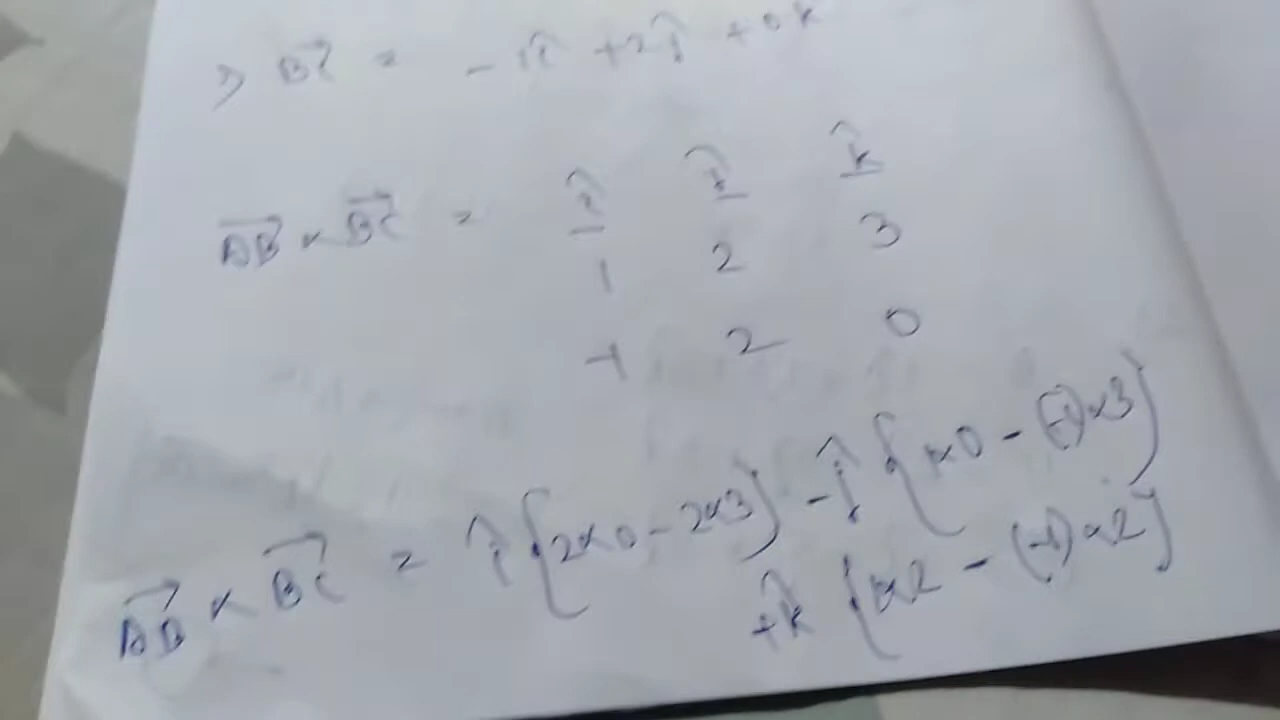 ⇒ BC→ = -1î + 2ĵ + 0k
AB→ × BC→ = î ĵ k̂
1 2 3
-1 2 0
AB→ × BC→ = î {2×0 - 2×3} - ĵ {1×0 - (-1)×3}
+ k̂ {1×2 - (-1)×2}